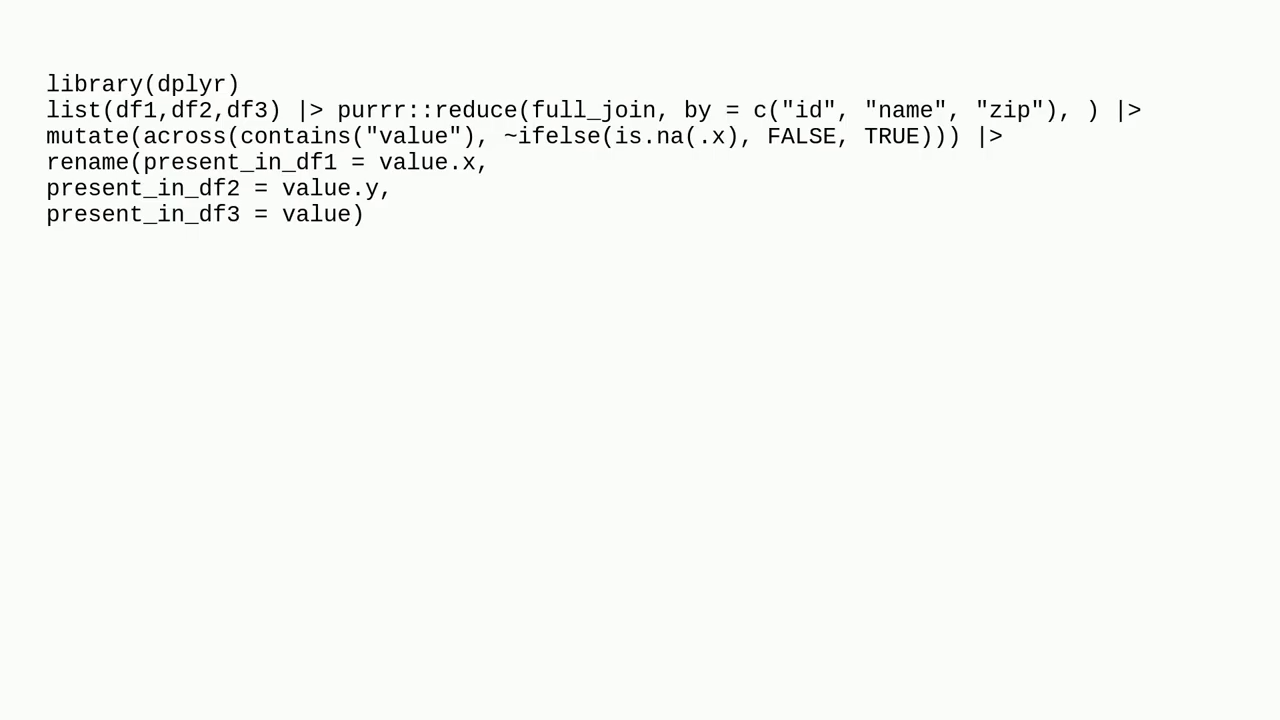 library(dplyr)
list(df1,df2,df3) |> purrr::reduce(full_join, by = c("id", "name", "zip"), ) |>
mutate(across(contains("value"), ~ifelse(is.na(.x), FALSE, TRUE))) |>
rename(present_in_df1 = value.x,
present_in_df2 = value.y,
present_in_df3 = value)